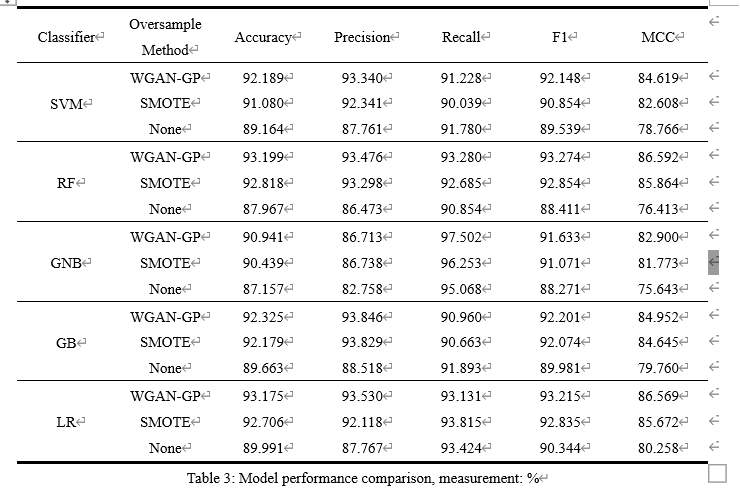 Classifier Oversample Method Accuracy Precision Recall F1 MCC
SVM WGAN-GP 92.189 93.340 91.228 92.148 84.619
SMOTE 91.080 92.341 90.039 90.854 82.608
None 89.164 87.761 91.780 89.539 78.766
RF WGAN-GP 93.199 93.476 93.280 93.274 86.592
SMOTE 92.818 93.298 92.685 92.854 85.864
None 87.967 86.473 90.854 88.411 76.413
GNB WGAN-GP 90.941 86.713 97.502 91.633 82.900
SMOTE 90.439 86.738 96.253 91.071 81.773
None 87.157 82.758 95.068 88.271 75.643
GB WGAN-GP 92.325 93.846 90.960 92.201 84.952
SMOTE 92.179 93.829 90.663 92.074 84.645
None 89.663 88.518 91.893 89.981 79.760
LR WGAN-GP 93.175 93.530 93.131 93.215 86.569
SMOTE 92.706 92.118 93.815 92.835 85.672
None 89.991 87.767 93.424 90.344 80.258
Table 3: Model performance comparison, measurement: %